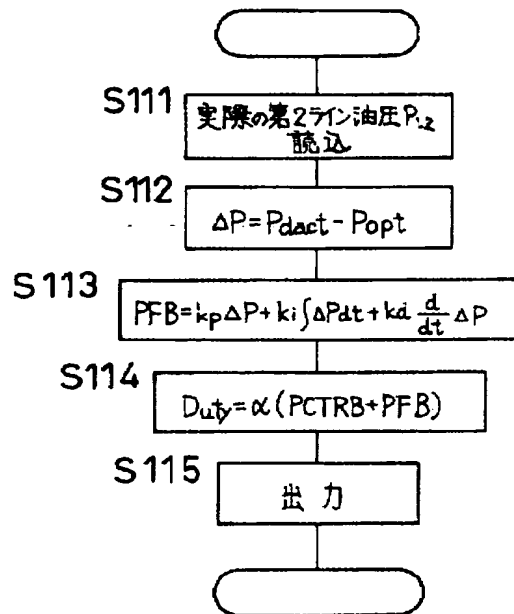 S111
実際の第2ライン油圧Pℓ2
読込
S112
ΔP=Pdact-Popt
S113
PFB=kpΔP+ki∫ΔPdt+kd d/dt ΔP
S114
Duty=α(PCTRB+PFB)
S115
出力